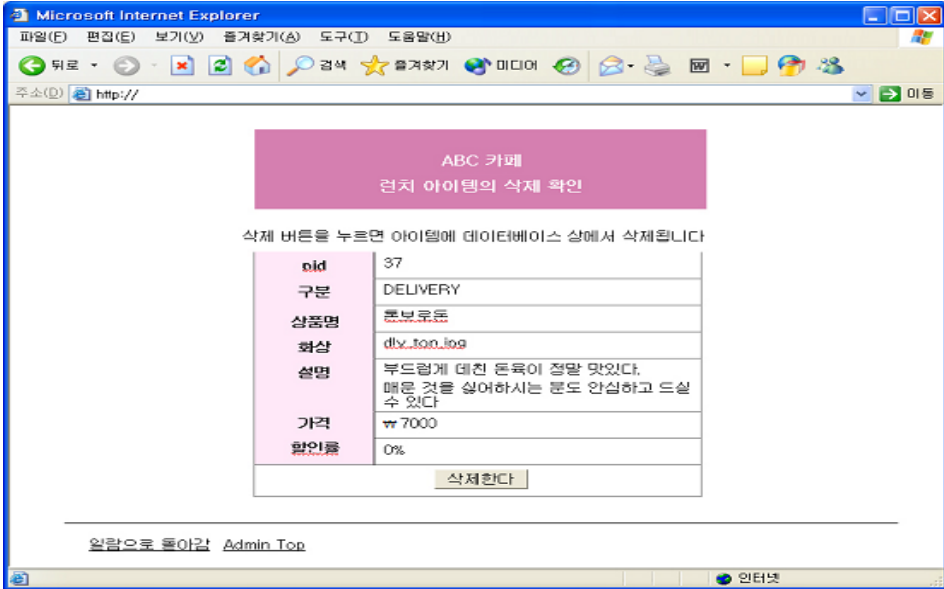 Microsoft Internet Explorer
파일(F) 편집(E) 보기(V) 즐겨찾기(A) 도구(T) 도움말(H)
뒤로 검색 즐겨찾기 미디어
주소(D) http:// 이동
ABC 카페
런치 아이템의 삭제 확인
삭제 버튼을 누르면 아이템에 데이터베이스 상에서 삭제됩니다
pid 37
구분 DELIVERY
상품명 톤보로돈
화상 dlv_ton.jpg
설명 부드럽게 데친 돈육이 정말 맛있다.
매운 것을 싫어하시는 분도 안심하고 드실
수 있다
가격 ₩7000
할인률 0%
삭제한다
일람으로 돌아감 Admin Top
인터넷